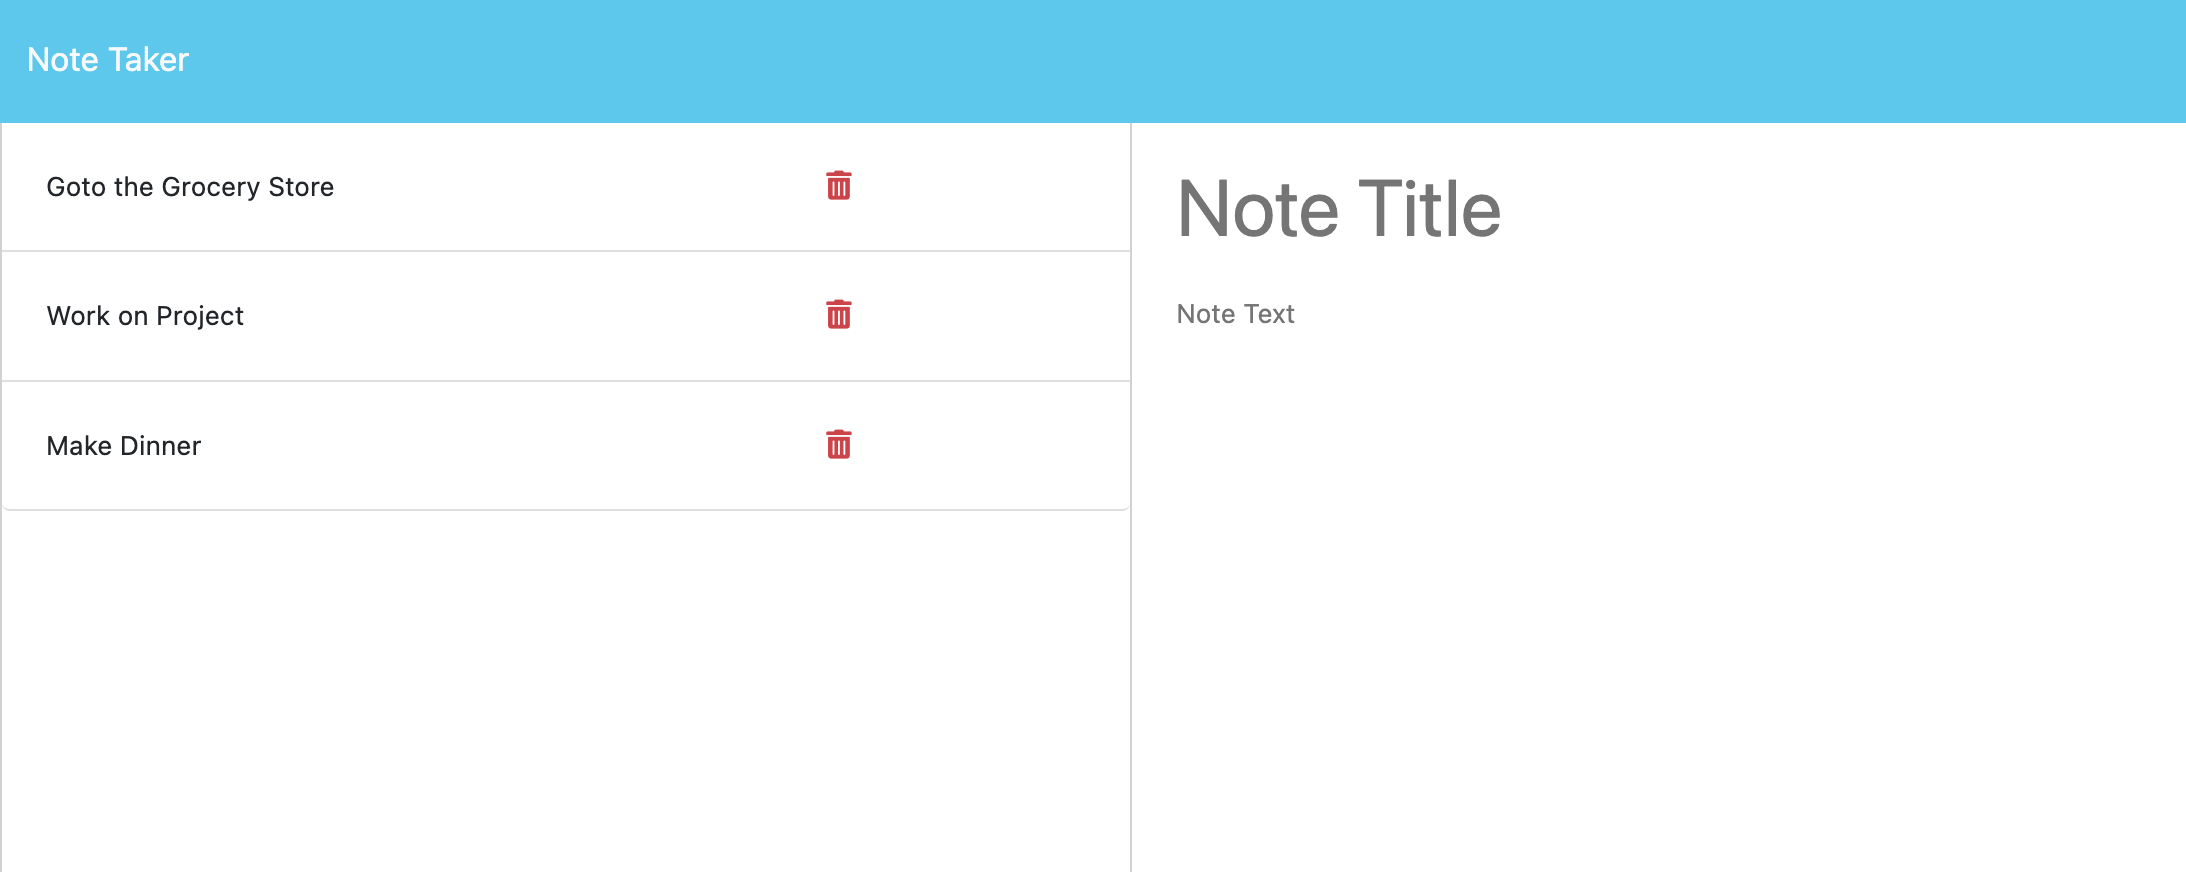 Note Taker
Goto the Grocery Store
Work on Project
Make Dinner
Note Title
Note Text